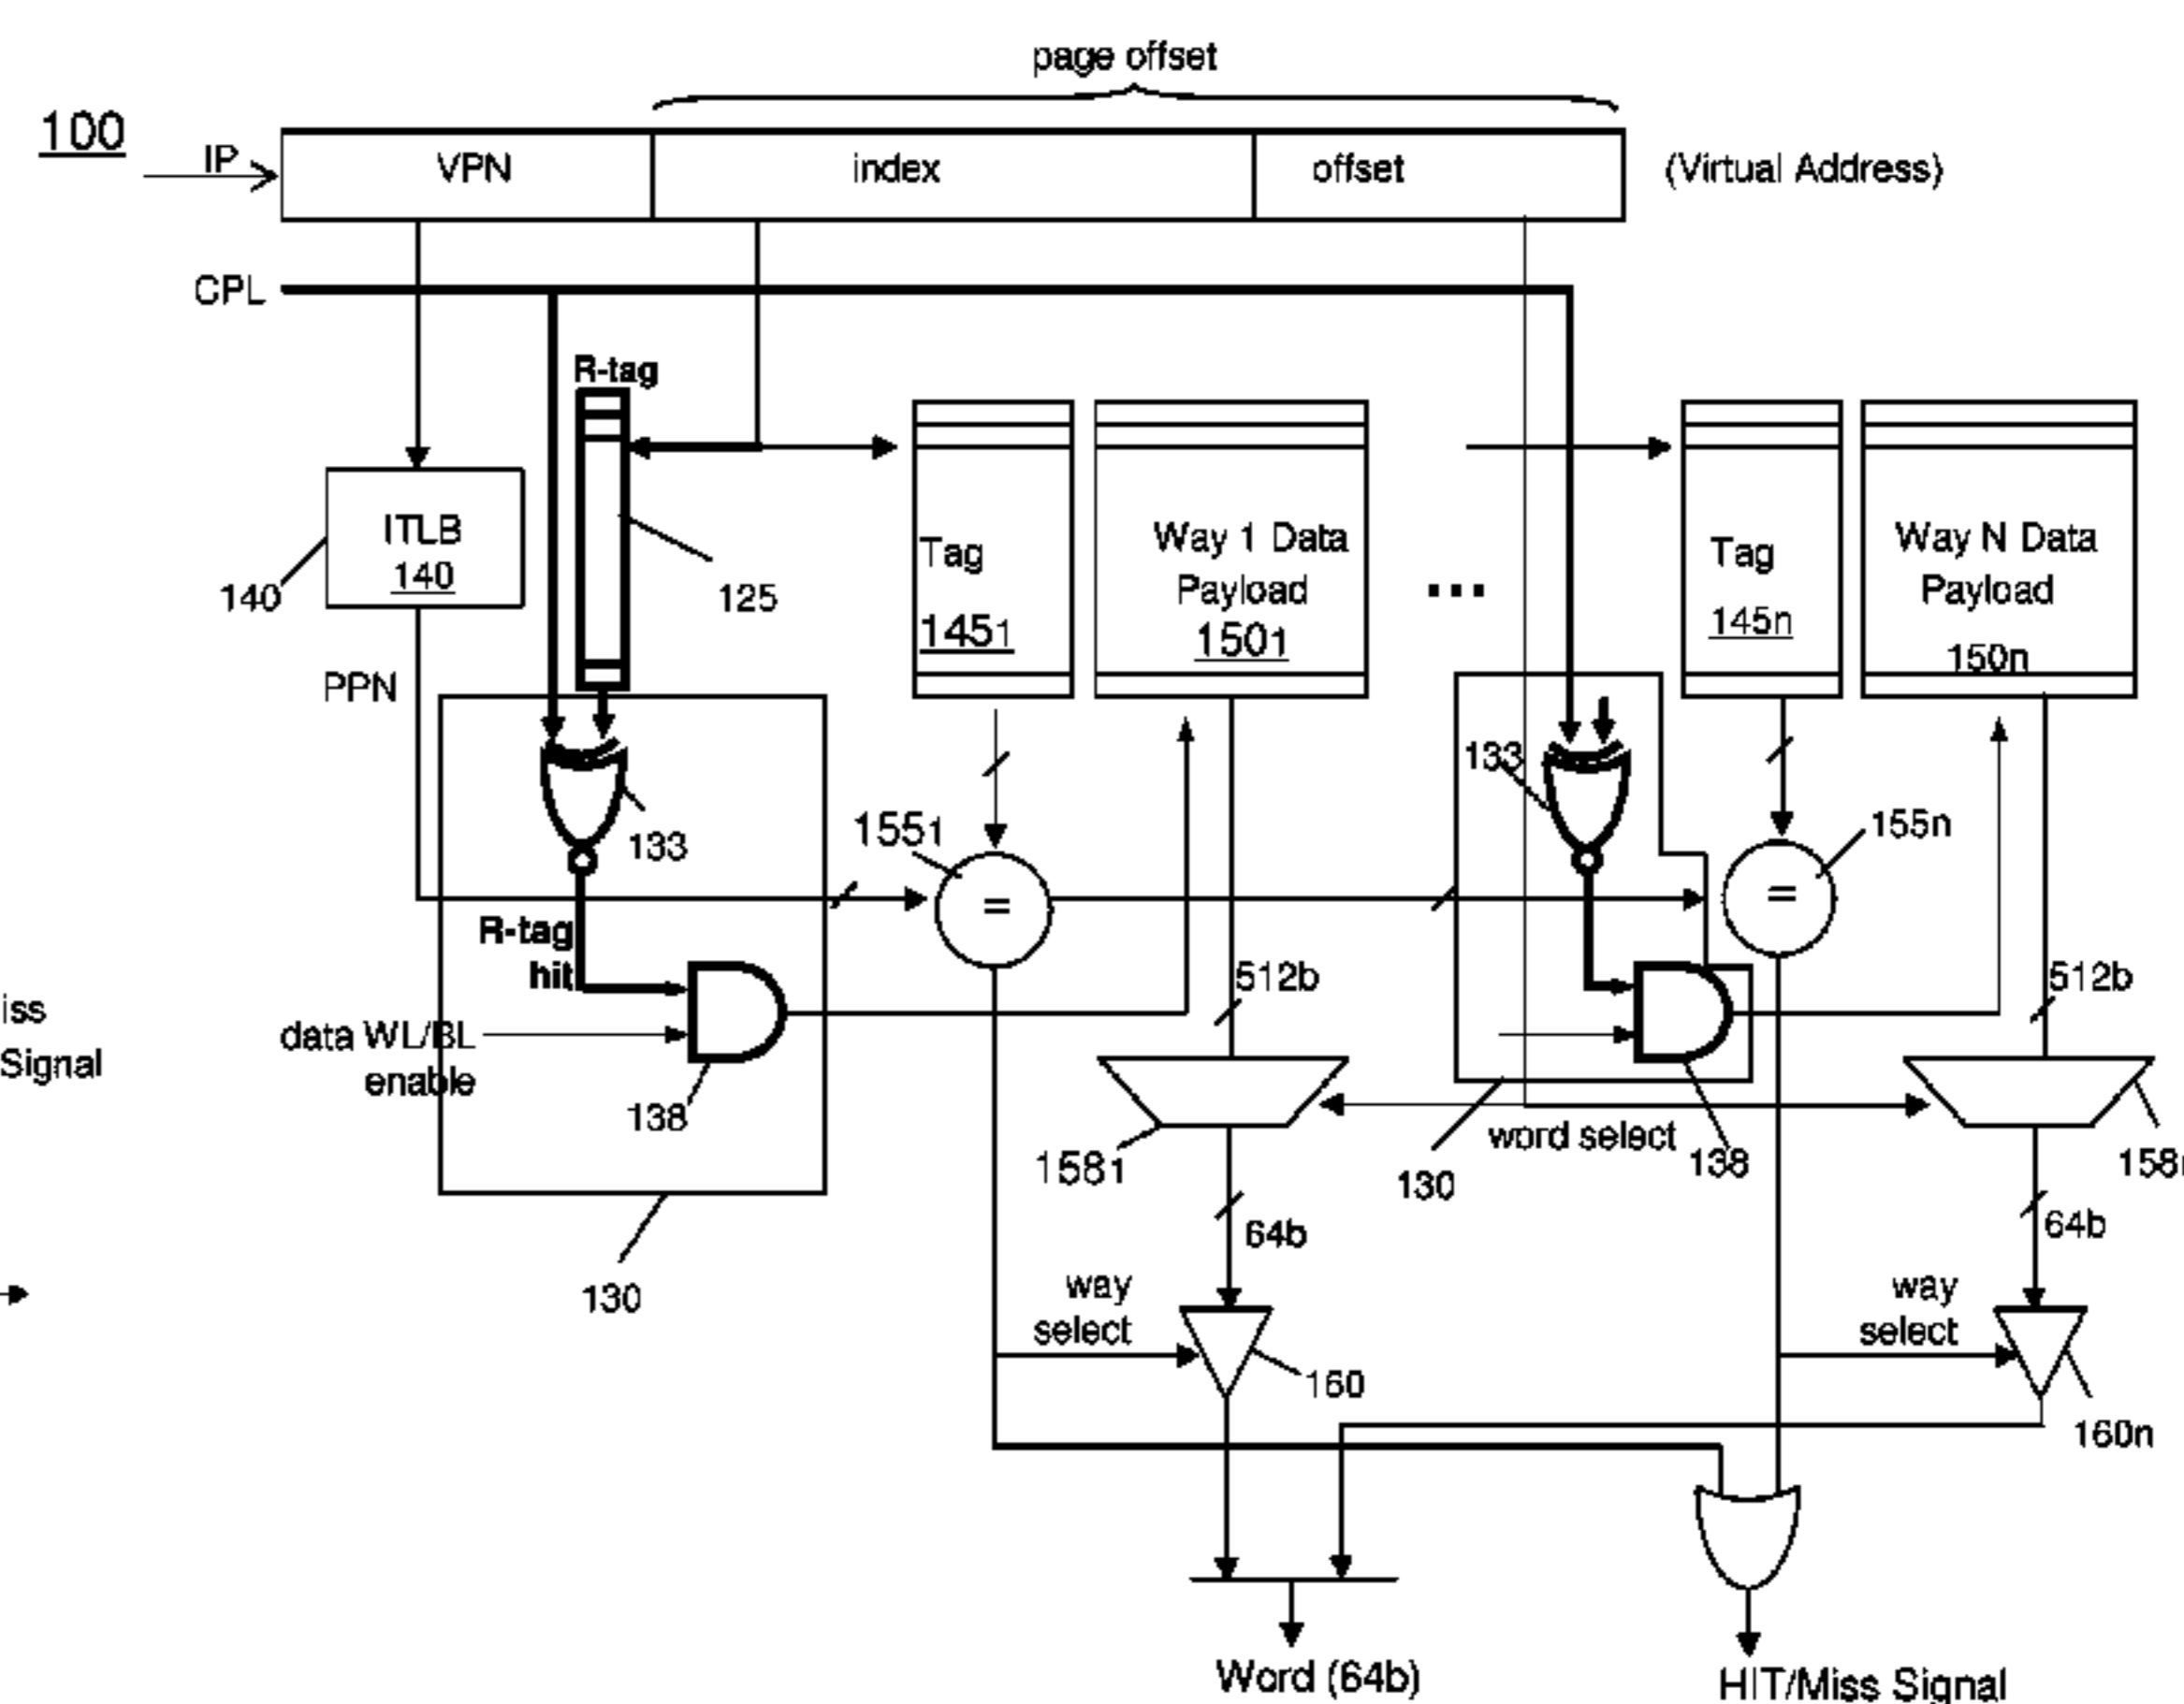 page offset
100
IP
VPN
index
offset
(Virtual Address)
CPL
R-tag
ITLB
140
140
125
Tag
1451
Way 1 Data
Payload
1501
...
Tag
145n
Way N Data
Payload
150n
PPN
133
133
1551
=
155n
=
R-tag
hit
512b
512b
iss
Signal
data WL/BL
enable
138
1581
word select
130
138
158
64b
64b
130
way
select
160
way
select
160n
Word (64b)
HIT/Miss Signal